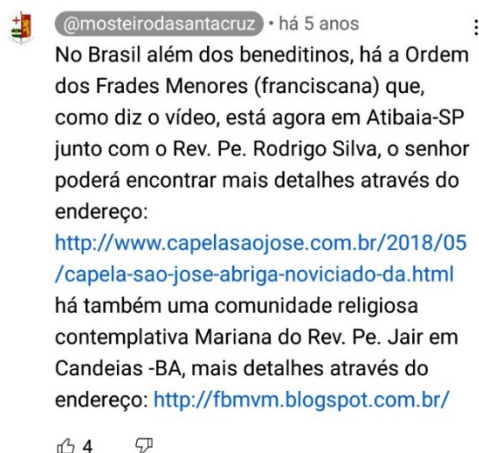 @mosteirodasantacruz • há 5 anos
No Brasil além dos beneditinos, há a Ordem
dos Frades Menores (franciscana) que,
como diz o vídeo, está agora em Atibaia-SP
junto com o Rev. Pe. Rodrigo Silva, o senhor
poderá encontrar mais detalhes através do
endereço:
http://www.capelasaojose.com.br/2018/05
/capela-sao-jose-abriga-noviciado-da.html
há também uma comunidade religiosa
contemplativa Mariana do Rev. Pe. Jair em
Candeias -BA, mais detalhes através do
endereço: http://fbmvm.blogspot.com.br/
4